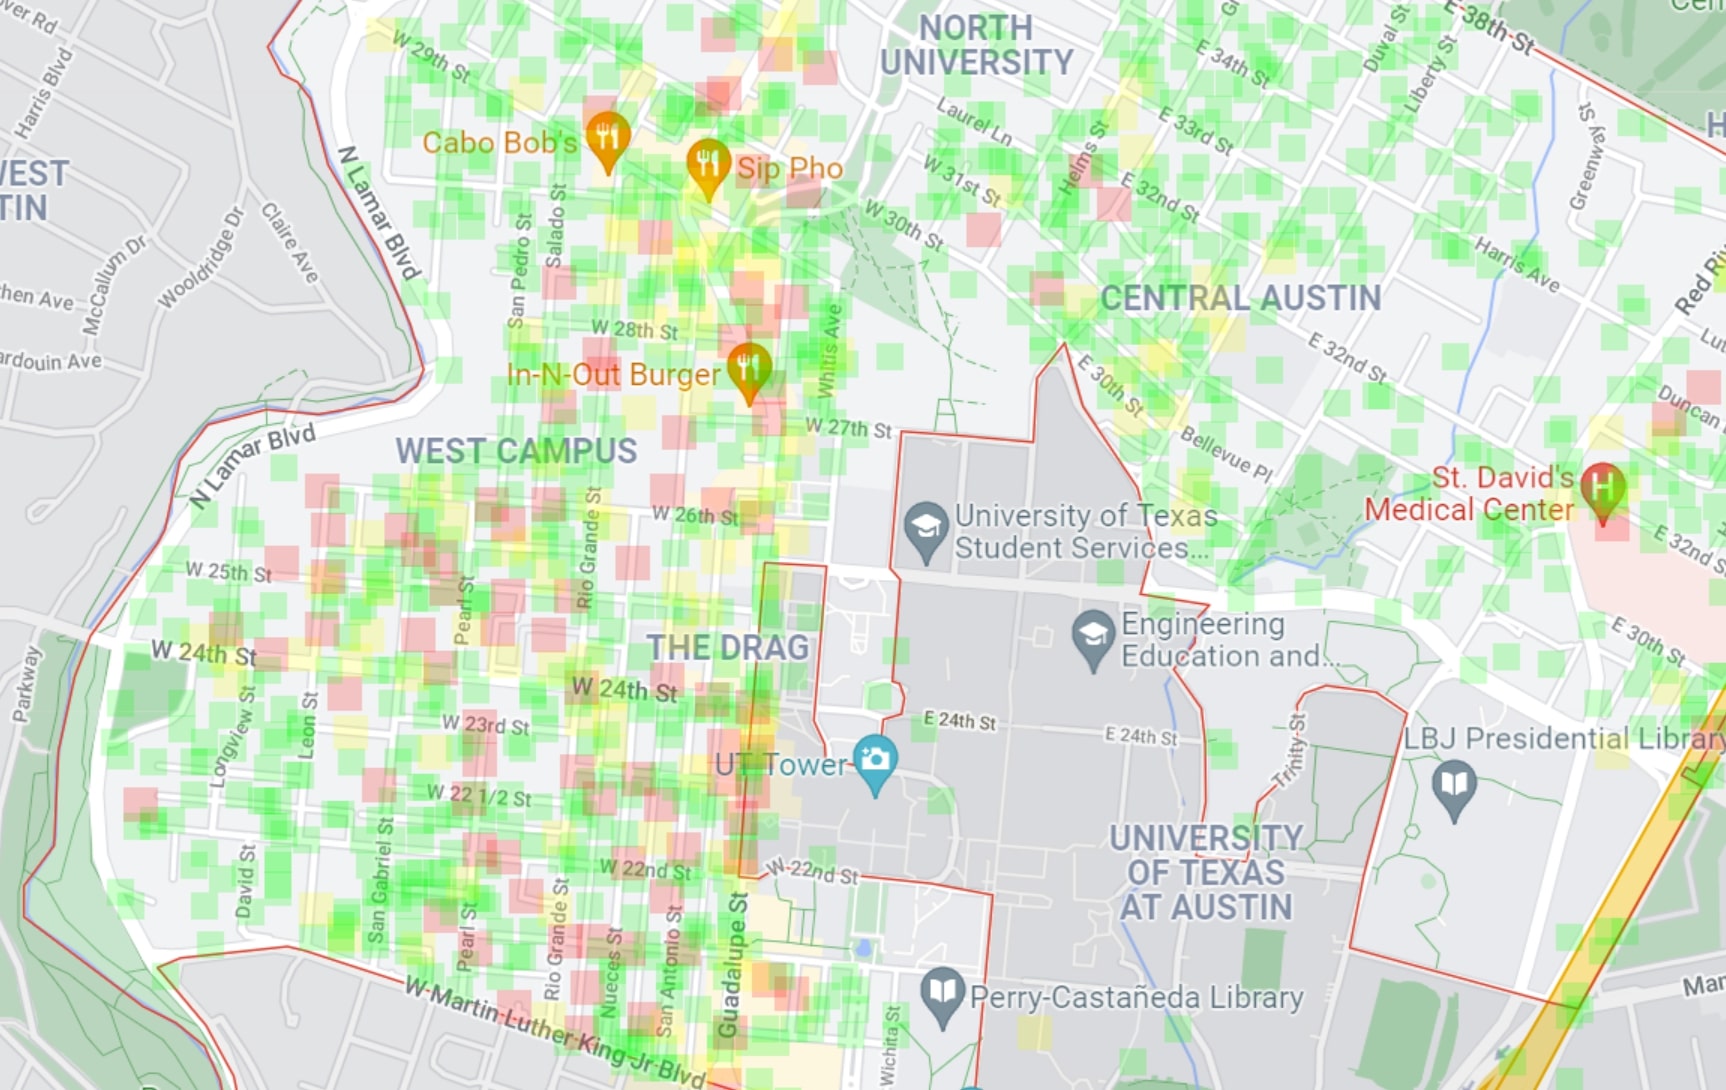 E 38th St
Harris Blvd
W 29th St
NORTH
UNIVERSITY
E 34th St
Duval St
Liberty St
Greenway St
Laurel Ln
E 33rd St
Helms St
Cabo Bob's
Sip Pho
N Lamar Blvd
W 31st St
E 32nd St
W 30th St
Claire Ave
Wooldridge Dr
McCallum Dr
San Pedro St
Salado St
Harris Ave
CENTRAL AUSTIN
W 28th St
Whitis Ave
E 32nd St
In-N-Out Burger
E 30th St
W 27th St
Bellevue Pl
WEST CAMPUS
N Lamar Blvd
St. David's
Medical Center
W 26th St
University of Texas
Student Services...
W 25th St
Pearl St
Rio Grande St
Engineering
Education and...
E 30th St
W 24th St
THE DRAG
W 24th St
Parkway
Longview St
Leon St
W 23rd St
E 24th St
E 24th St
LBJ Presidential Library
Trinity St
UT Tower
W 22 1/2 St
UNIVERSITY
OF TEXAS
AT AUSTIN
W 22nd St
W 22nd St
David St
San Gabriel St
Pearl St
Rio Grande St
Nueces St
San Antonio St
Guadalupe St
Perry-Castañeda Library
W Martin Luther King Jr Blvd
Wichita St